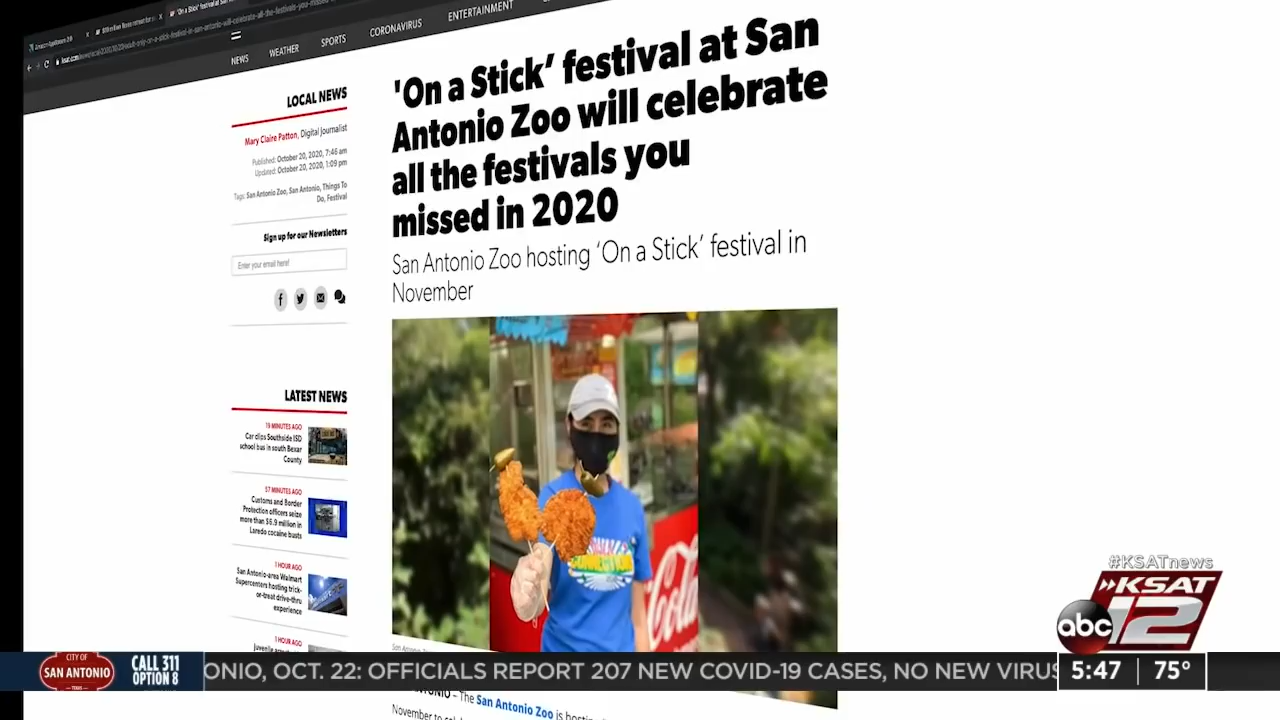 NEWS
WEATHER
SPORTS
CORONAVIRUS
ENTERTAINMENT
LOCAL NEWS
Mary Claire Patton, Digital Journalist
Published: October 20, 2020, 7:46 am
Updated: October 20, 2020, 1:09 pm
Tags: San Antonio Zoo, San Antonio, Things To
Do, Festival
Sign up for our Newsletters
Enter your email here!
LATEST NEWS
19 MINUTES AGO
Car clips Southside ISD
school bus in south Bexar
County
57 MINUTES AGO
Customs and Border
Protection officers seize
more than $6.9 million in
Laredo cocaine busts
1 HOUR AGO
San Antonio-area Walmart
Supercenters hosting trick-
or-treat drive-thru
experience
1 HOUR AGO
'On a Stick’ festival at San
Antonio Zoo will celebrate
all the festivals you
missed in 2020
San Antonio Zoo hosting ‘On a Stick’ festival in
November
– The San Antonio Zoo is hosting
November to
#KSATnews
KSAT
abc 12
CITY OF
SAN ANTONIO
TEXAS
CALL 311
OPTION 8
ONIO, OCT. 22: OFFICIALS REPORT 207 NEW COVID-19 CASES, NO NEW VIRUS
5:47 75°